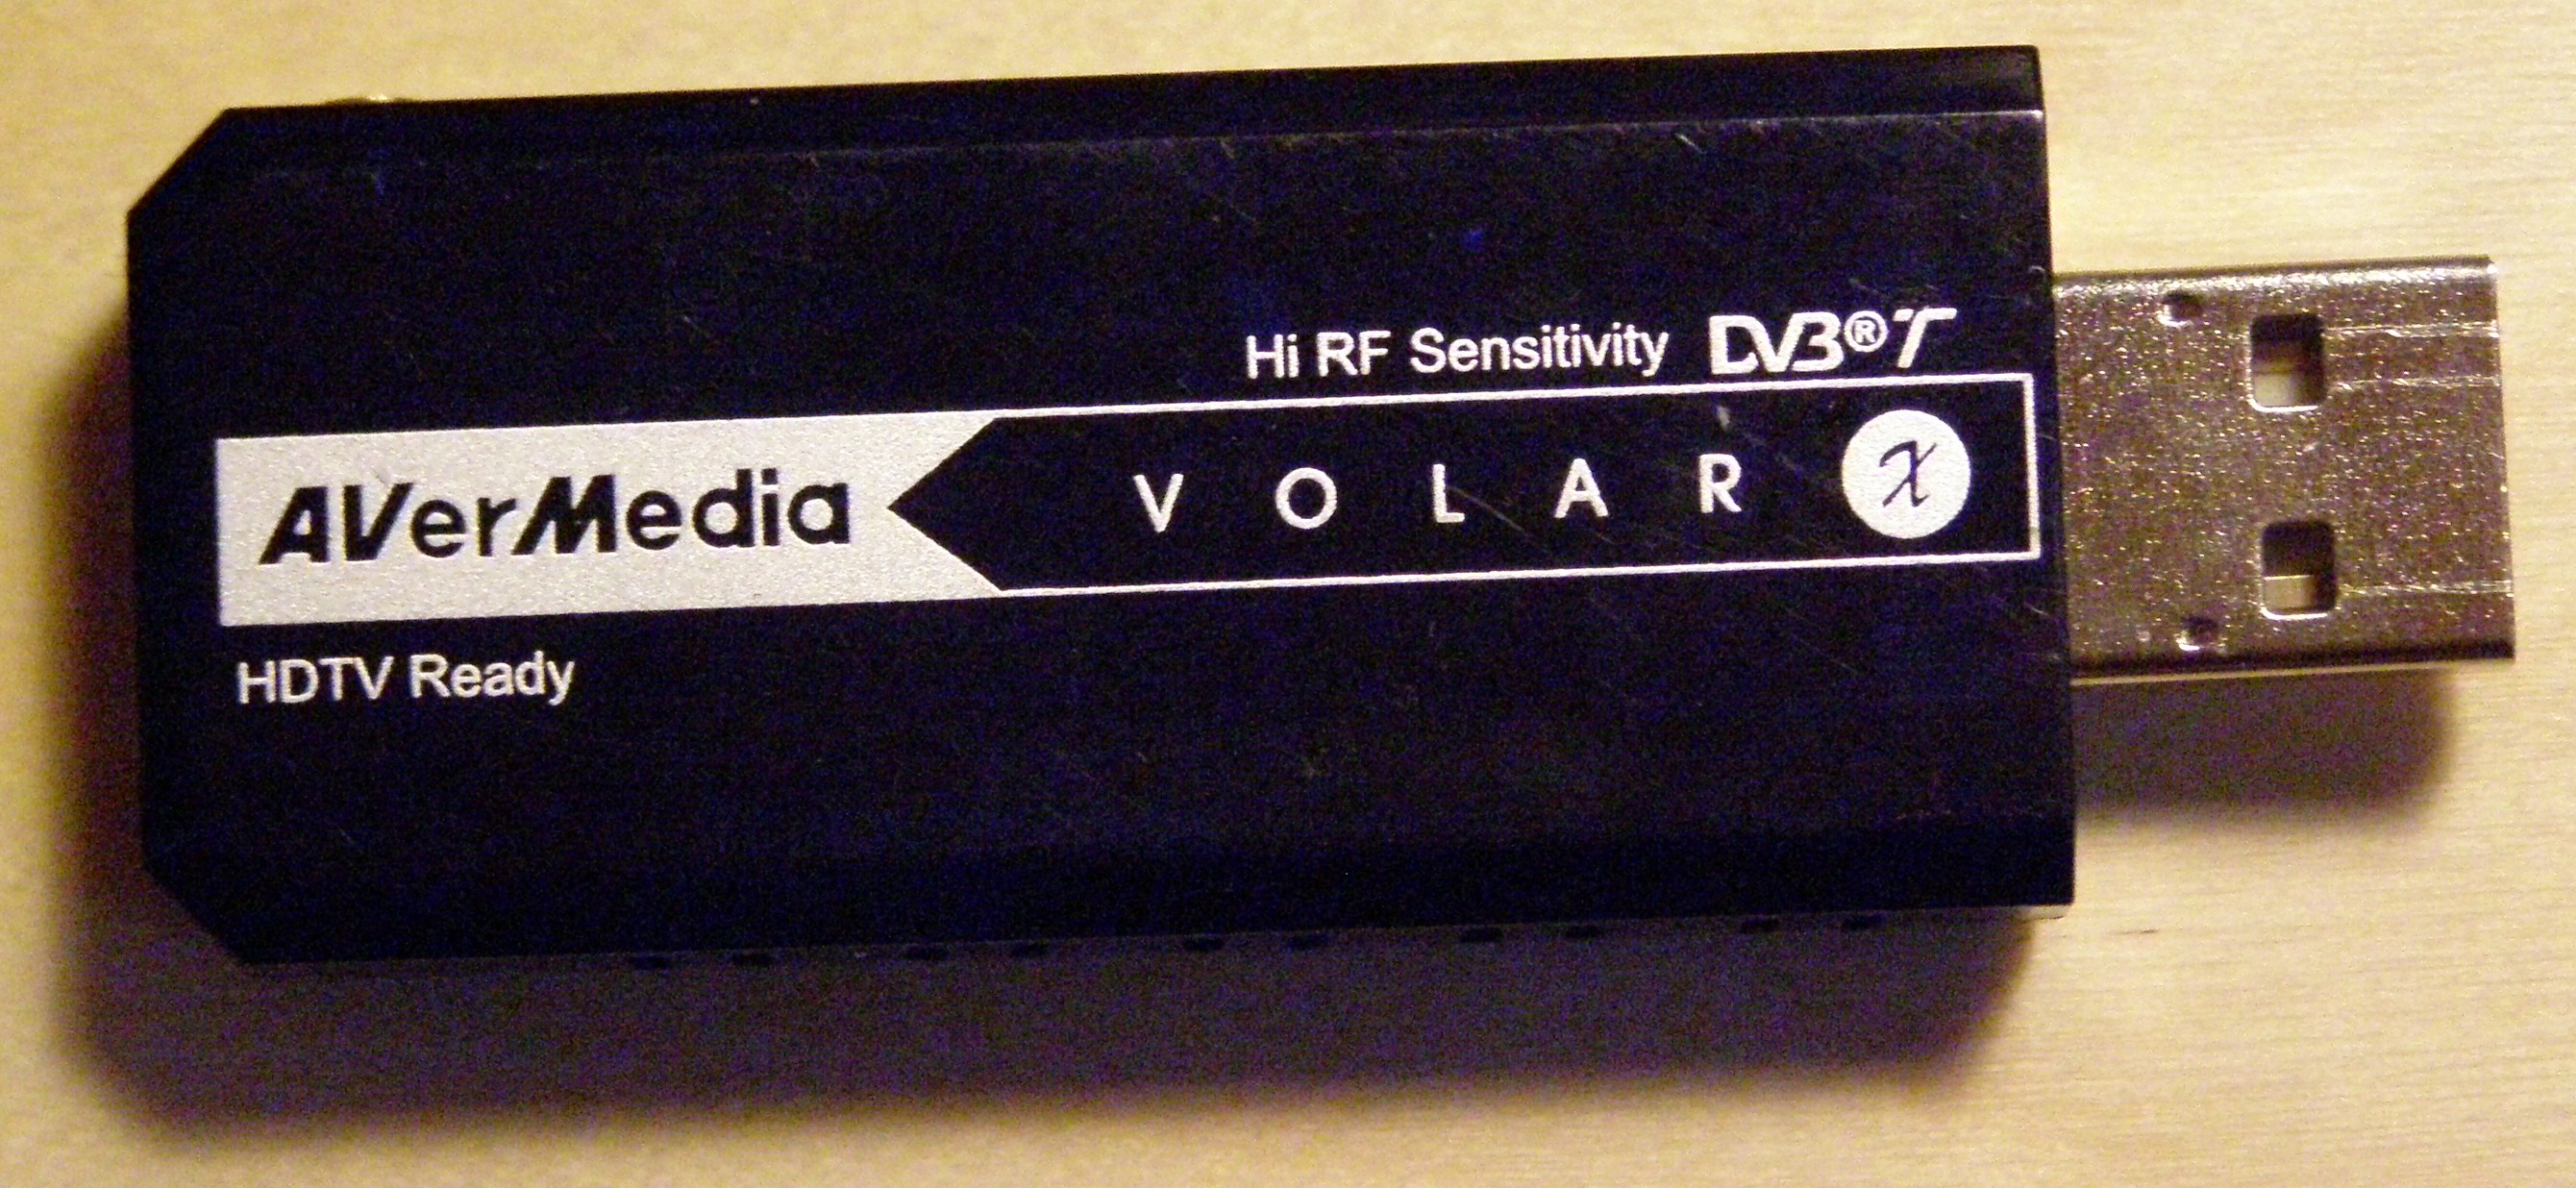 Hi RF Sensitivity DVB®T
AVerMedia VOLAR X
HDTV Ready